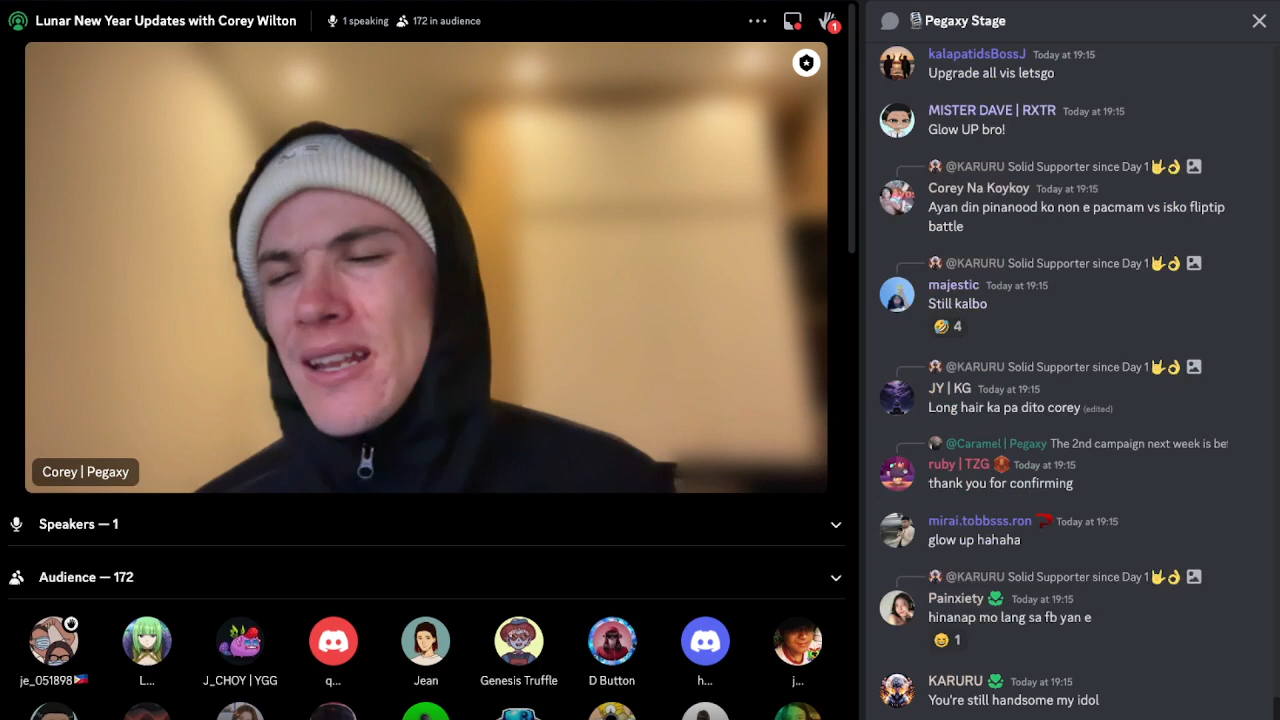 Lunar New Year Updates with Corey Wilton
1 speaking 172 in audience
1
Corey | Pegaxy
Speakers — 1
Audience — 172
je_051898
L...
J_CHOY | YGG
q...
Jean
Genesis Truffle
D Button
h...
j...
Pegaxy Stage
kalapatidsBossJ Today at 19:15
Upgrade all vis letsgo
MISTER DAVE | RXTR Today at 19:15
Glow UP bro!
@KARURU Solid Supporter since Day 1🤟👌
Corey Na Koykoy Today at 19:15
Ayan din pinanood ko non e pacmam vs isko fliptip
battle
@KARURU Solid Supporter since Day 1🤟👌
majestic Today at 19:15
Still kalbo
🤣 4
@KARURU Solid Supporter since Day 1🤟👌
JY | KG Today at 19:15
Long hair ka pa dito corey (edited)
@Caramel | Pegaxy The 2nd campaign next week is be
ruby | TZG Today at 19:15
thank you for confirming
mirai.tobbsss.ron Today at 19:15
glow up hahaha
@KARURU Solid Supporter since Day 1🤟👌
Painxiety Today at 19:15
hinanap mo lang sa fb yan e
1
KARURU Today at 19:15
You're still handsome my idol